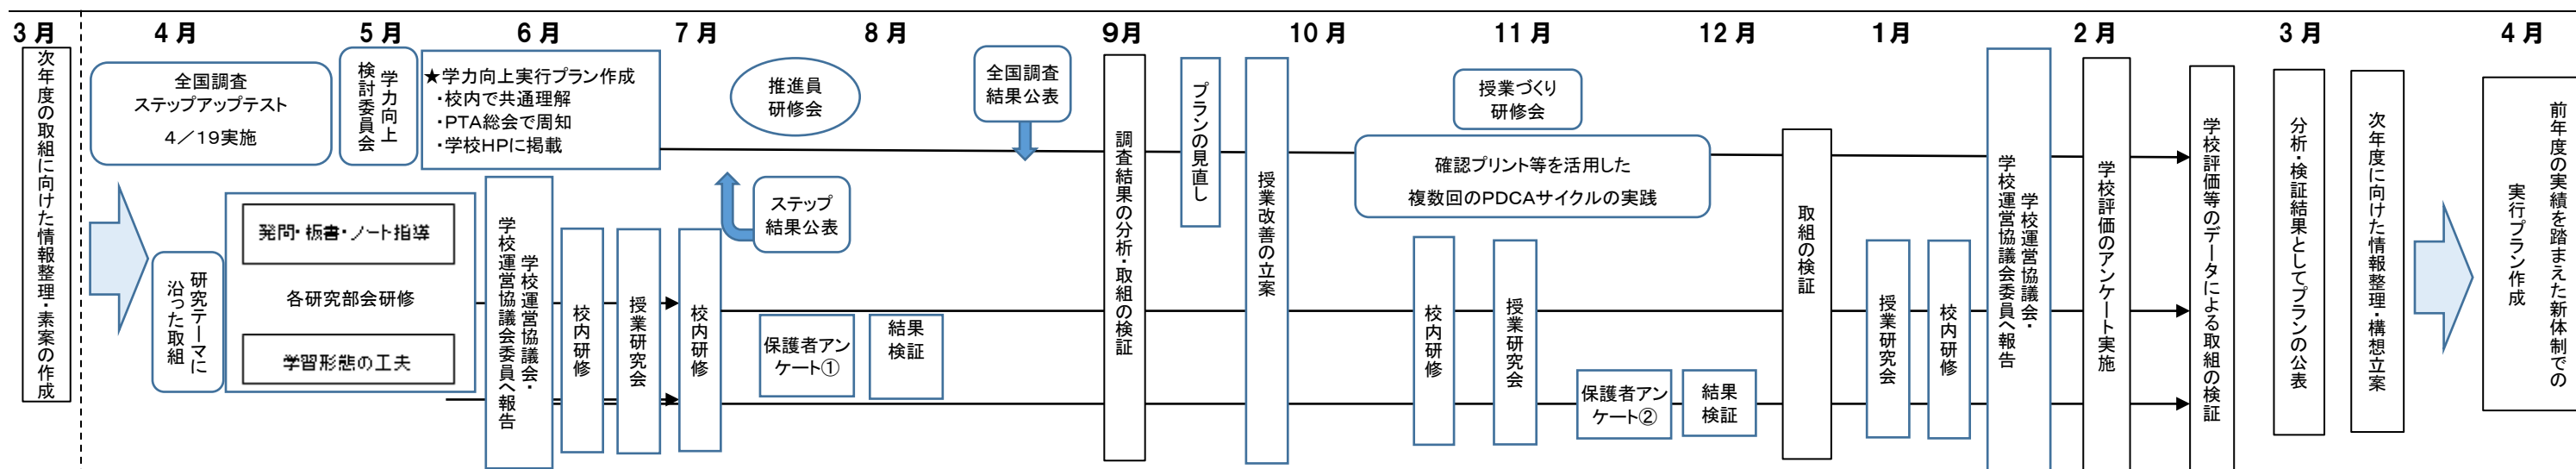 3月
4月
5月
6月
7月
8月
9月
10月
11月
12月
1月
2月
3月
4月
次年度の取組に向けた情報整理・素案の作成
全国調査
ステップアップテスト
4／19実施
学力向上
検討委員会
★学力向上実行プラン作成
・校内で共通理解
・PTA総会で周知
・学校HPに掲載
研究テーマに
沿った取組
発問・板書・ノート指導
各研究部会研修
学習形態の工夫
学校運営協議会・
学校運営協議会委員へ報告
校内研修
授業研究会
校内研修
推進員
研修会
ステップ
結果公表
保護者アン
ケート①
結果
検証
全国調査
結果公表
調査結果の分析・取組の検証
プランの見直し
授業改善の立案
授業づくり
研修会
確認プリント等を活用した
複数回のPDCAサイクルの実践
校内研修
授業研究会
保護者アン
ケート②
結果
検証
取組の検証
授業研究会
校内研修
学校運営協議会・
学校運営協議会委員へ報告
学校評価のアンケート実施
学校評価等のデータによる取組の検証
分析・検証結果としてプランの公表
次年度に向けた情報整理・構想立案
前年度の実績を踏まえた新体制での
実行プラン作成